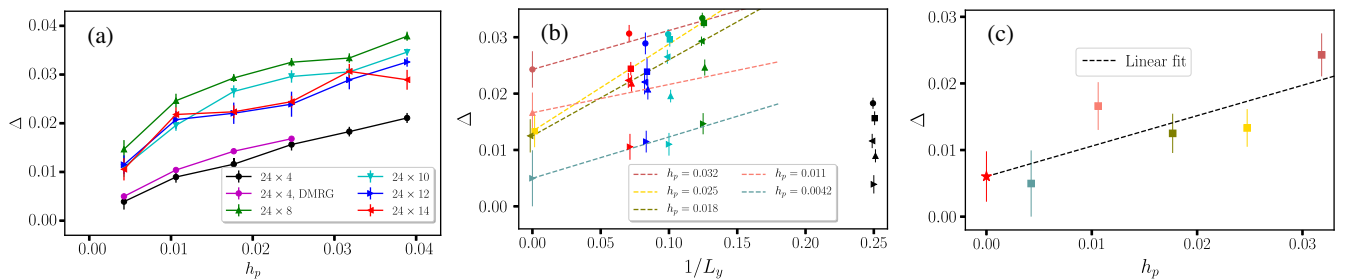 (a)
Δ
0.04
0.03
0.02
0.01
0.00
0.00 0.01 0.02 0.03 0.04
h_p
24 × 4
24 × 4, DMRG
24 × 8
24 × 10
24 × 12
24 × 14
(b)
Δ
0.03
0.02
0.01
0.00
0.00 0.05 0.10 0.15 0.20 0.25
1/L_y
h_p = 0.032
h_p = 0.025
h_p = 0.018
h_p = 0.011
h_p = 0.0042
(c)
Δ
0.03
0.02
0.01
0.00
0.00 0.01 0.02 0.03
h_p
Linear fit